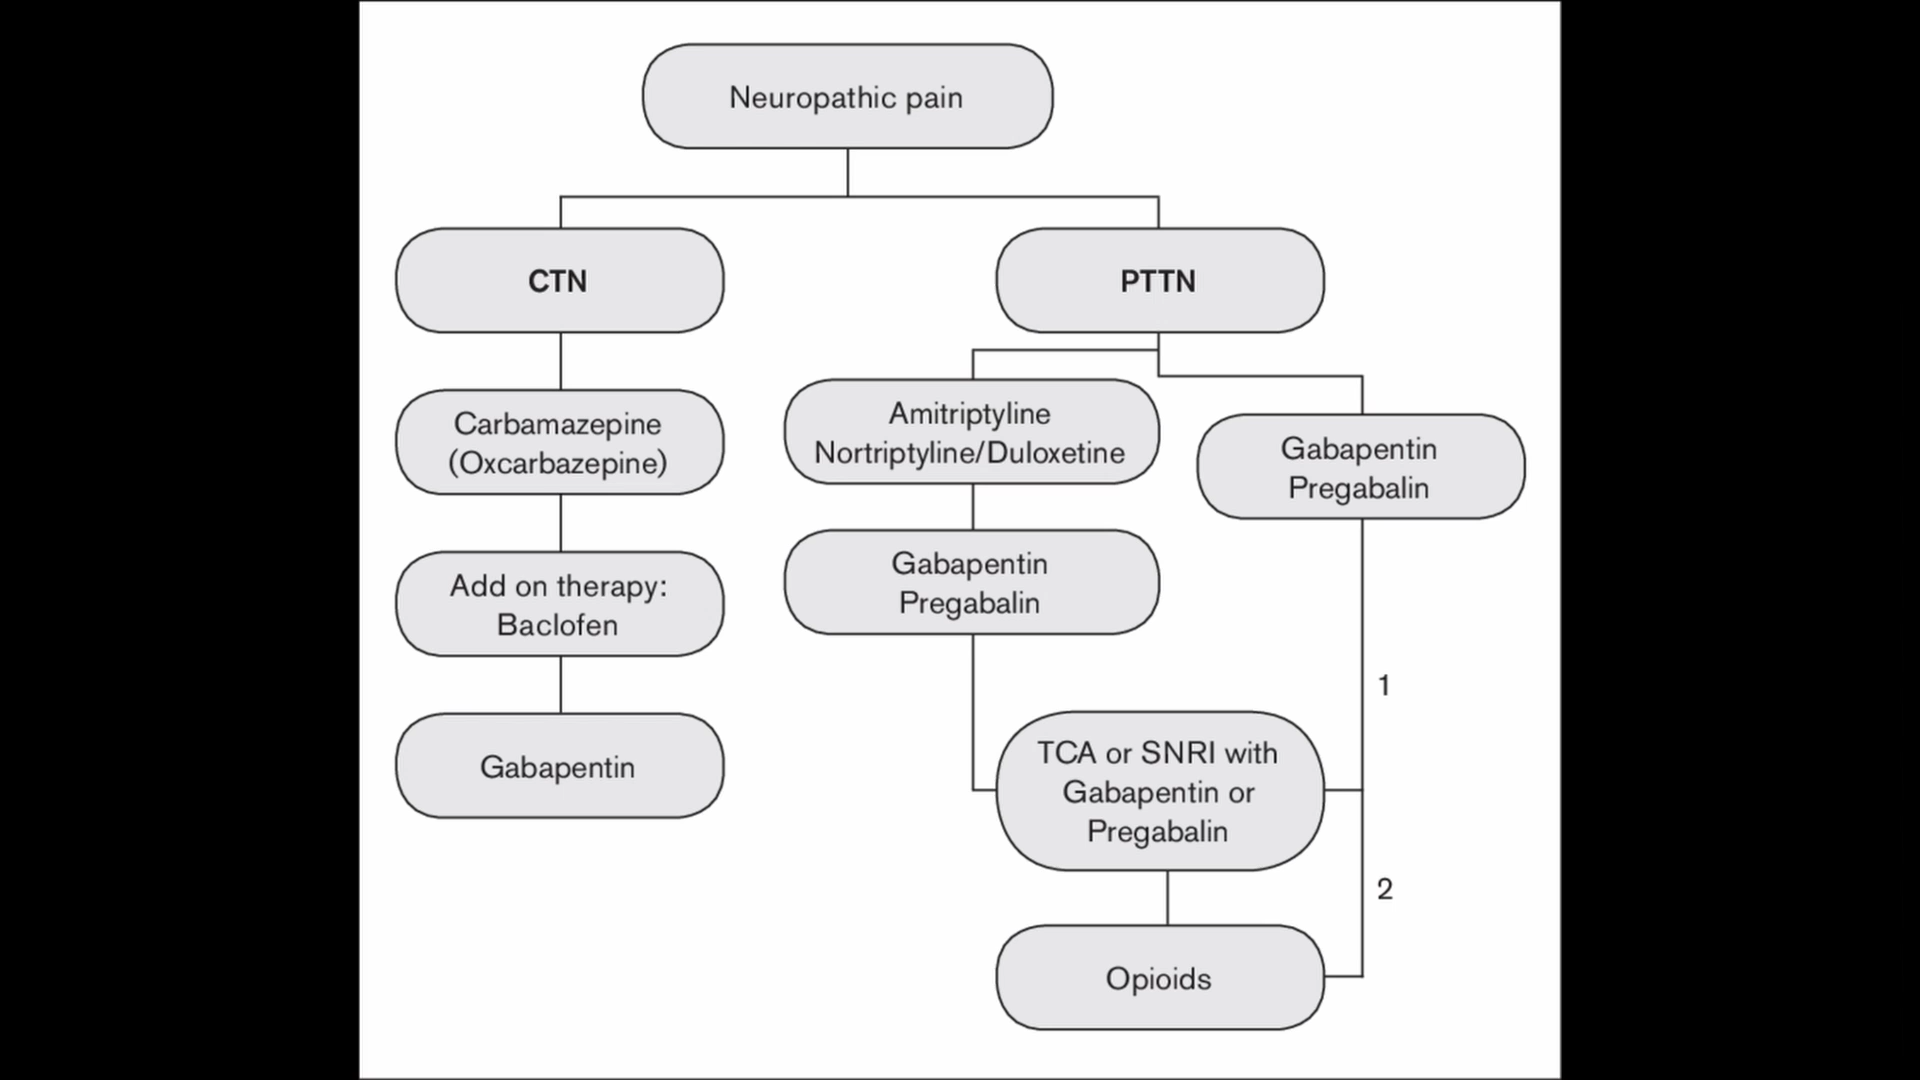 Neuropathic pain
CTN
PTTN
Carbamazepine
(Oxcarbazepine)
Amitriptyline
Nortriptyline/Duloxetine
Gabapentin
Pregabalin
Add on therapy:
Baclofen
Gabapentin
Pregabalin
1
Gabapentin
TCA or SNRI with
Gabapentin or
Pregabalin
2
Opioids